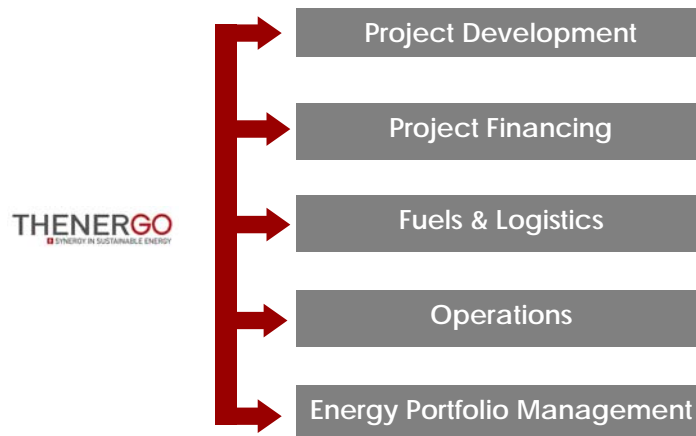 Project Development
Project Financing
THENERGO
SYNERGY IN SUSTAINABLE ENERGY
Fuels & Logistics
Operations
Energy Portfolio Management